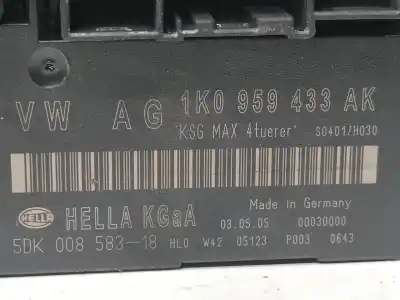 VW AG 1K0 959 433 AK
'KSG MAX 4tuerer' S0401/H030
Made in Germany
HELLA HELLA KGaA 03.05.05 00030000
5DK 008 583-18 HL0 W42 05123 P003 0643